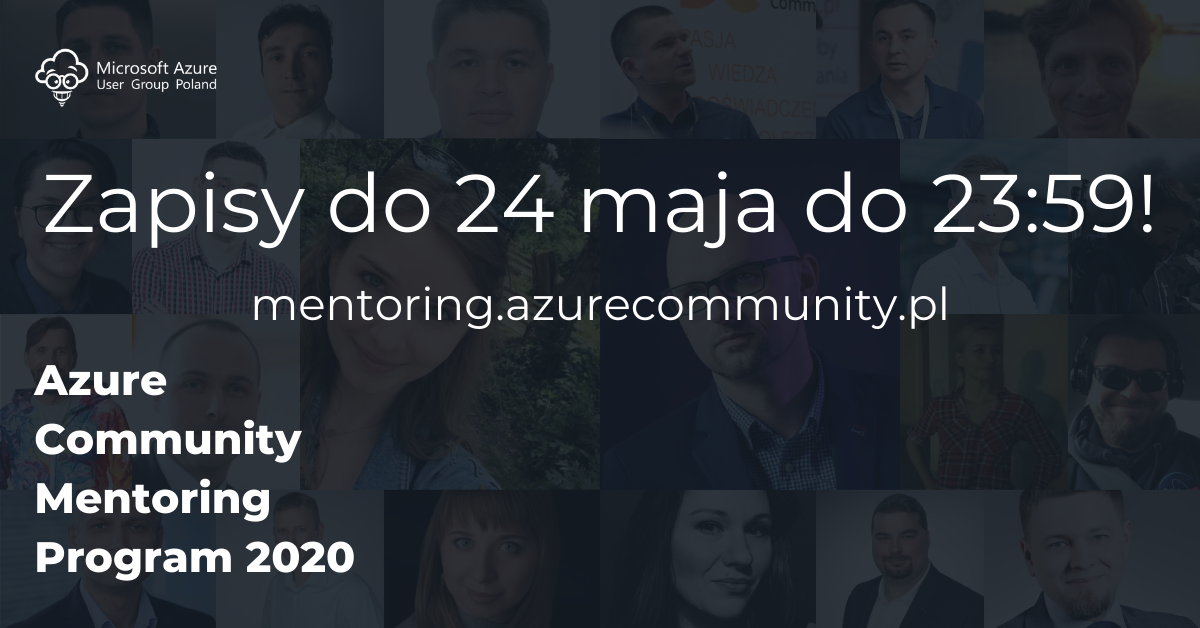 Microsoft Azure
User Group Poland
Zapisy do 24 maja do 23:59!
mentoring.azurecommunity.pl
Azure
Community
Mentoring
Program 2020
WIEDZA